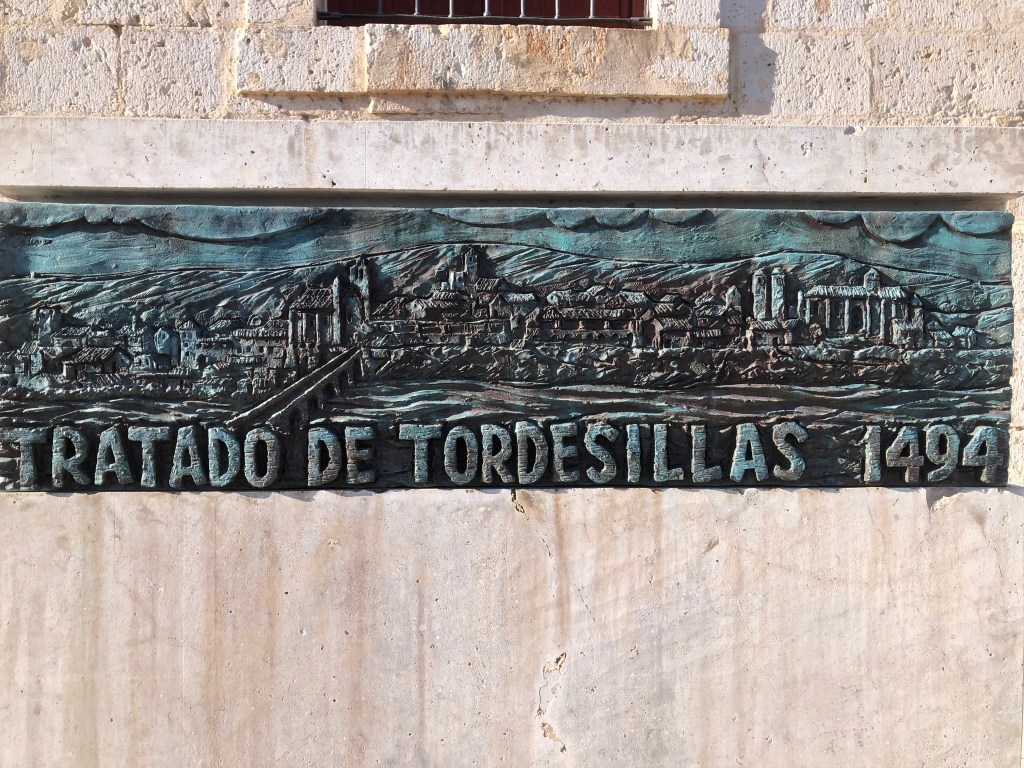 TRATADO DE TORDESILLAS 1494